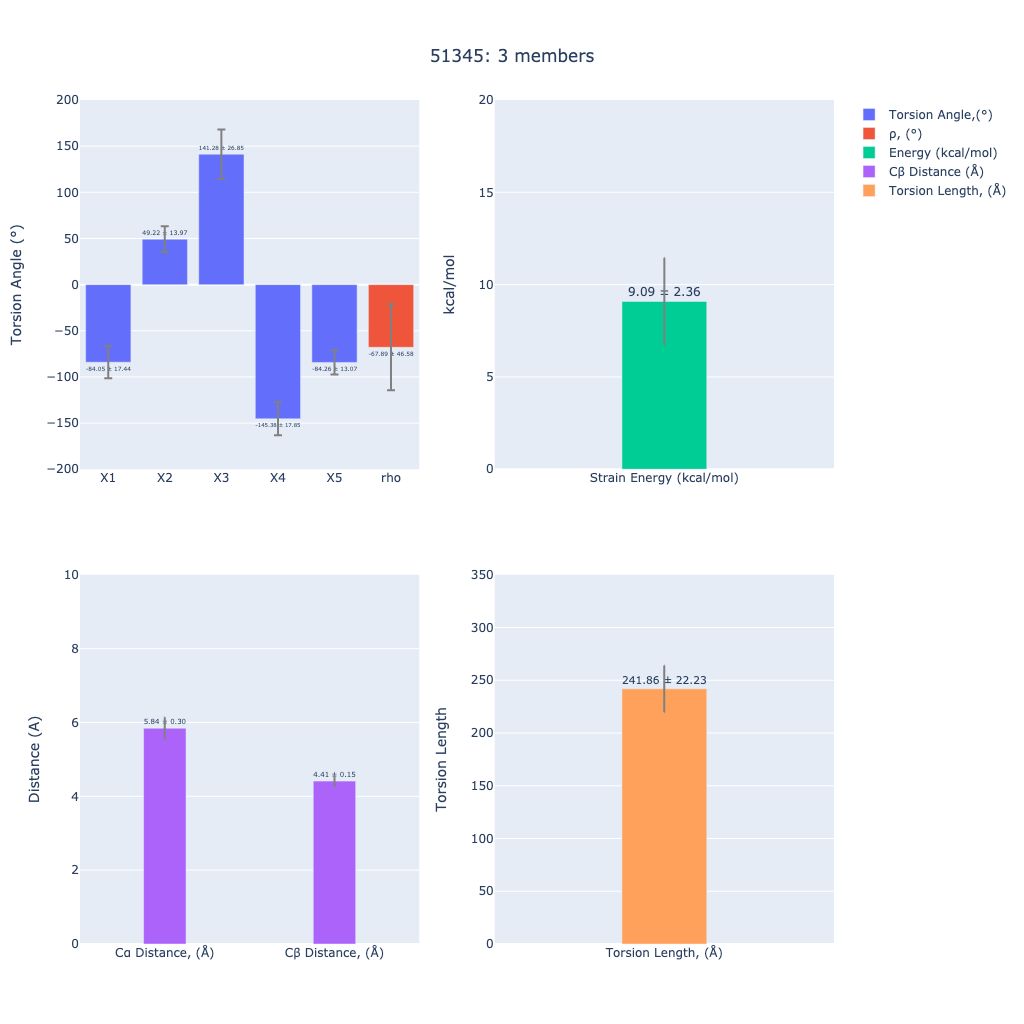 51345: 3 members
Torsion Angle (°)
200
150
100
50
0
−50
−100
−150
−200
141.28 ± 26.85
49.22 ± 13.97
-84.05 ± 17.44
-145.38 ± 17.85
-84.26 ± 13.07
-67.89 ± 46.58
X1 X2 X3 X4 X5 rho
kcal/mol
20
15
10
5
0
9.09 ± 2.36
Strain Energy (kcal/mol)
Torsion Angle,(°)
ρ, (°)
Energy (kcal/mol)
Cβ Distance (Å)
Torsion Length, (Å)
Distance (A)
10
8
6
4
2
0
5.84 ± 0.30
4.41 ± 0.15
Cα Distance, (Å) Cβ Distance, (Å)
Torsion Length
350
300
250
200
150
100
50
0
241.86 ± 22.23
Torsion Length, (Å)